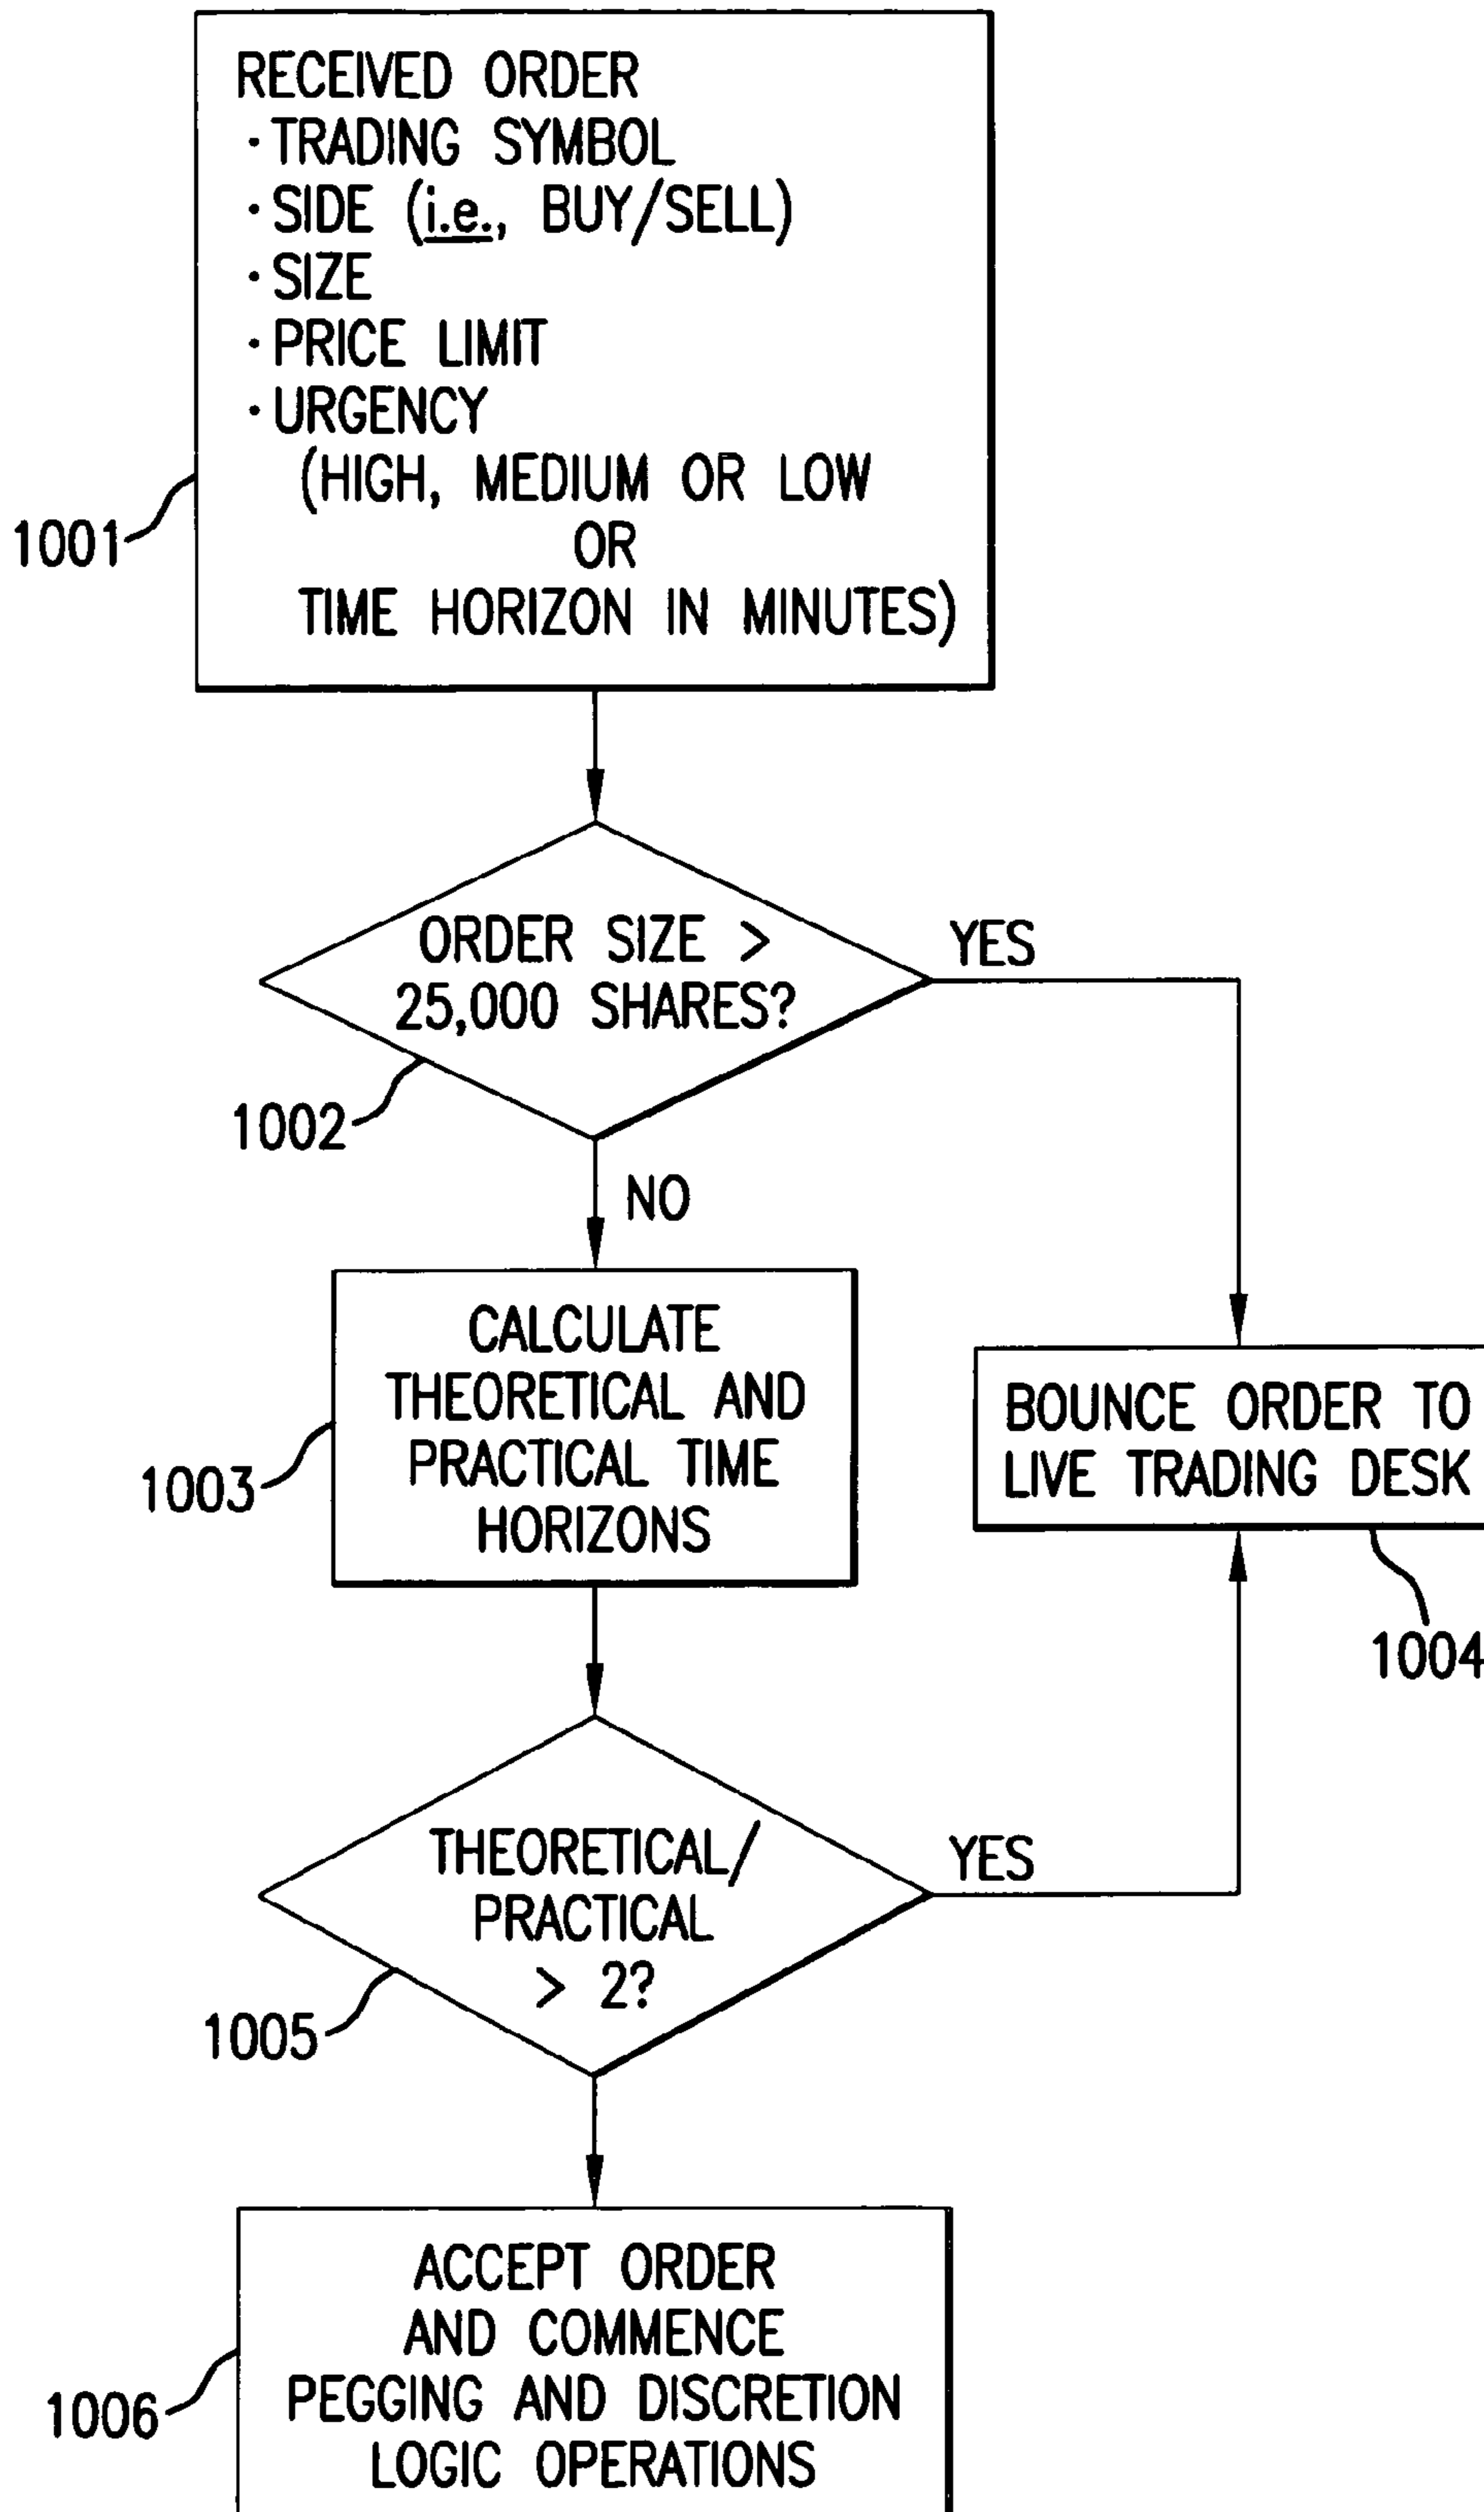 RECEIVED ORDER
· TRADING SYMBOL
· SIDE (i.e., BUY/SELL)
· SIZE
· PRICE LIMIT
· URGENCY
(HIGH, MEDIUM OR LOW
OR
TIME HORIZON IN MINUTES)
1001
ORDER SIZE >
25,000 SHARES?
YES
1002
NO
CALCULATE
THEORETICAL AND
PRACTICAL TIME
HORIZONS
1003
BOUNCE ORDER TO
LIVE TRADING DESK
1004
THEORETICAL/
PRACTICAL
> 2?
YES
1005
ACCEPT ORDER
AND COMMENCE
PEGGING AND DISCRETION
LOGIC OPERATIONS
1006